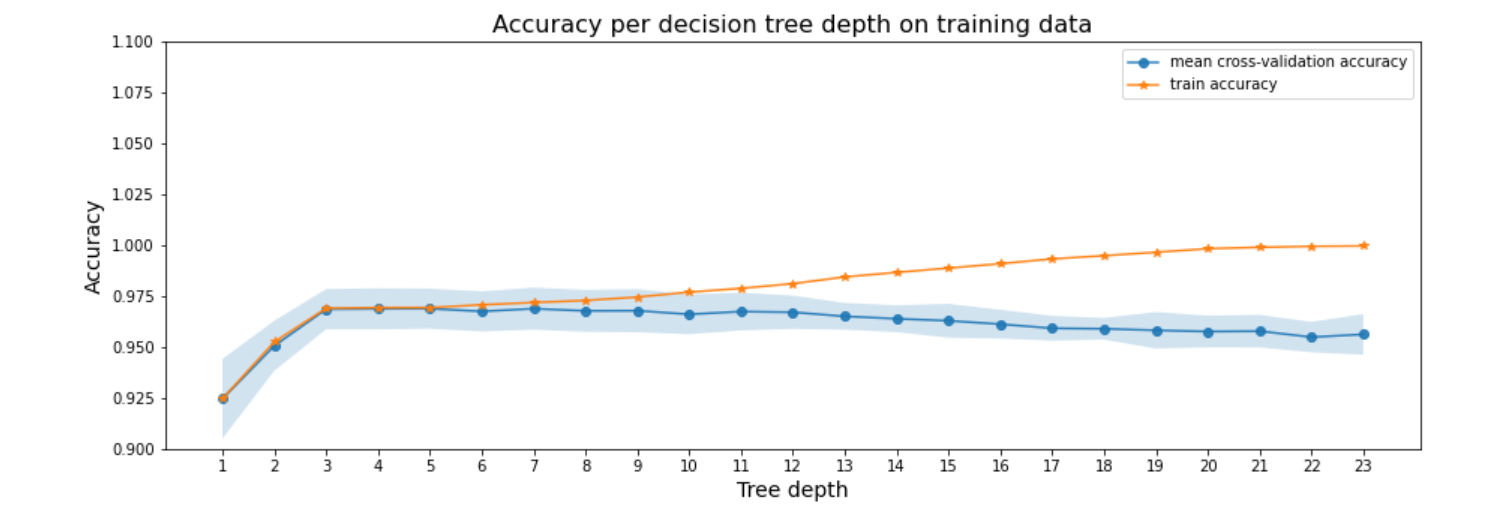 Accuracy per decision tree depth on training data
1.100
1.075
1.050
1.025
1.000
0.975
0.950
0.925
0.900
Accuracy
mean cross-validation accuracy
train accuracy
1 2 3 4 5 6 7 8 9 10 11 12 13 14 15 16 17 18 19 20 21 22 23
Tree depth